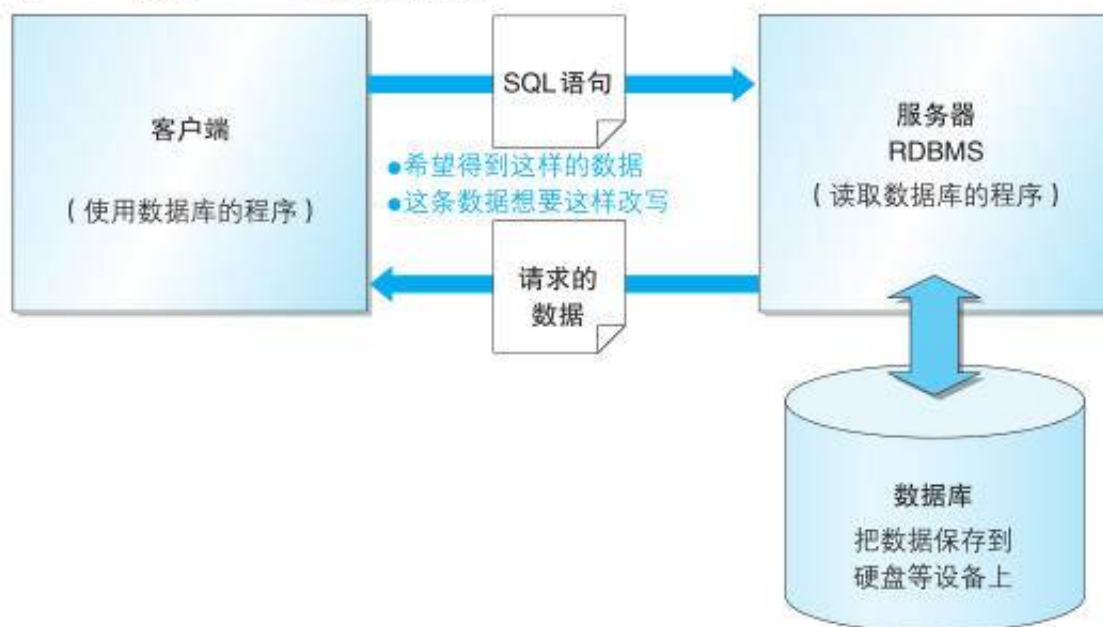 SQL 语句
客户端
（使用数据库的程序）
●希望得到这样的数据
●这条数据想要这样改写
服务器
RDBMS
（读取数据库的程序）
请求的
数据
数据库
把数据保存到
硬盘等设备上